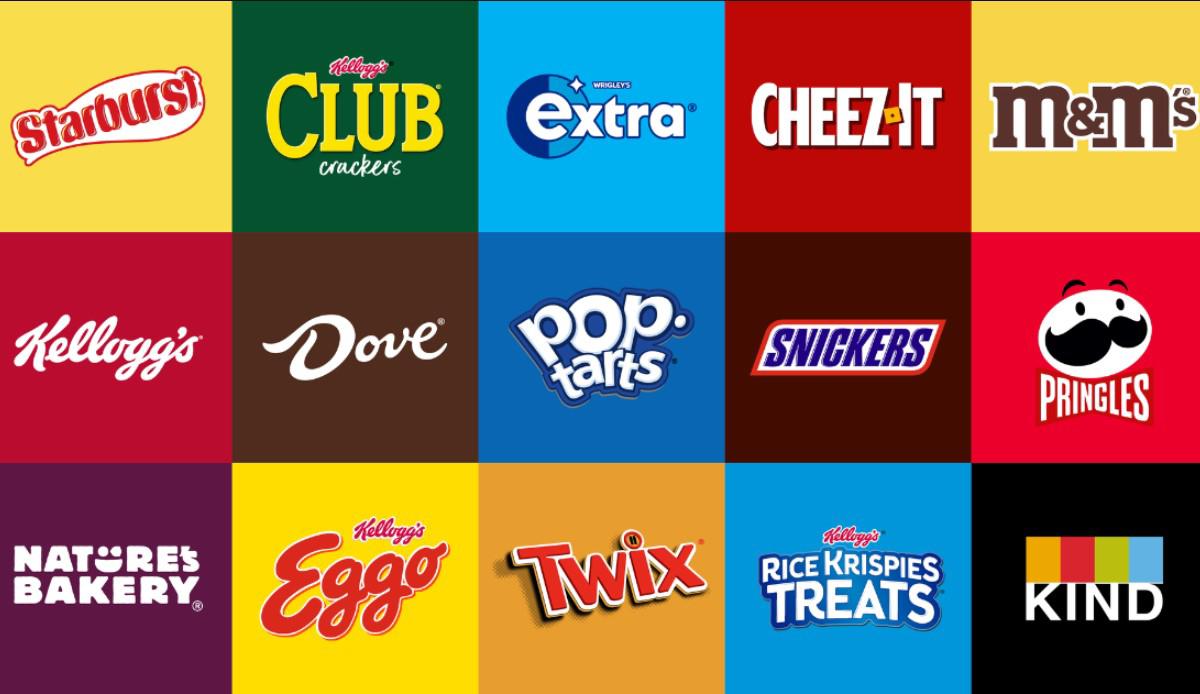 Starburst
Kellogg's®
CLUB®
crackers
WRIGLEY'S
extra®
CHEEZ-IT
m&m's®
Kellogg's®
Dove®
pop.
tarts®
SNICKERS
PRINGLES
NATURE'S
BAKERY®
Kellogg's
Eggo
Twix®
Kellogg's®
RICE KRISPIES
TREATS®
KIND